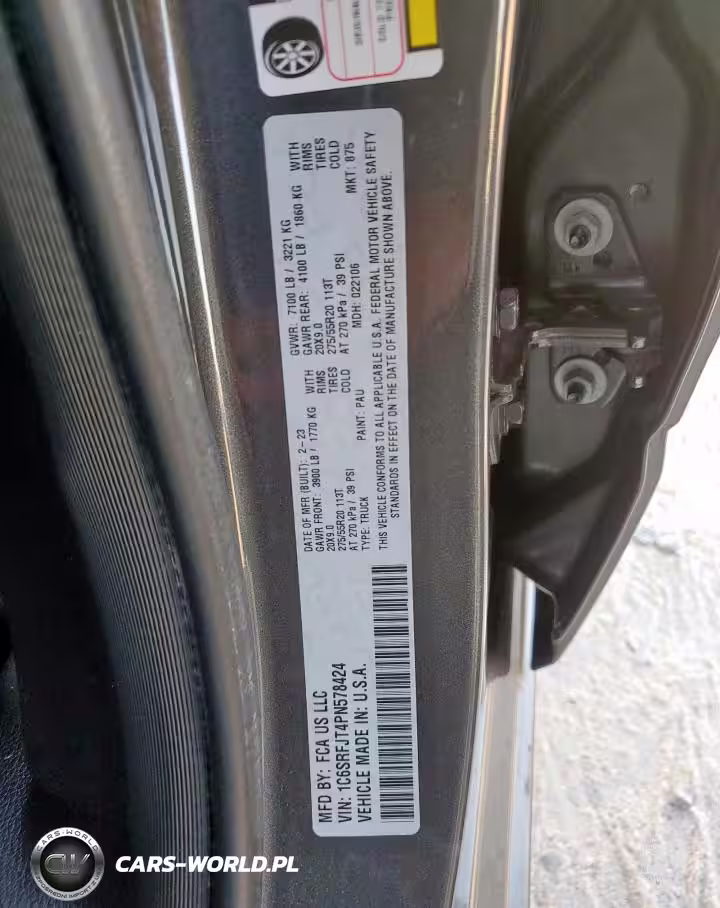 MFD BY: FCA US LLC
VIN: 1C6SRFJT4PN578424
VEHICLE MADE IN: U.S.A.
DATE OF MFR (BUILT): 2-23
GAWR FRONT: 3900 LB / 1770 KG WITH
20X9.0 RIMS
275/55R20 113T TIRES
AT 270 kPa / 39 PSI COLD
TYPE: TRUCK PAINT: PAU
GVWR: 7100 LB / 3221 KG
GAWR REAR: 4100 LB / 1860 KG WITH
20X9.0 RIMS
275/55R20 113T TIRES
AT 270 kPa / 39 PSI COLD
MDH: 022106 MKT: 875
THIS VEHICLE CONFORMS TO ALL APPLICABLE U.S.A. FEDERAL MOTOR VEHICLE SAFETY
STANDARDS IN EFFECT ON THE DATE OF MANUFACTURE SHOWN ABOVE.
CARS-WORLD
CW
CARS-WORLD.PL